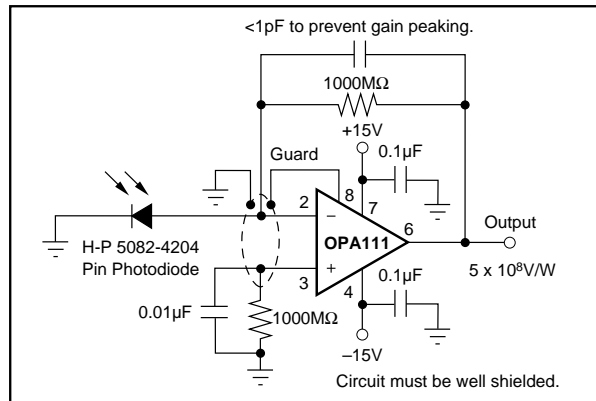 <1pF to prevent gain peaking.
1000MΩ
+15V
0.1µF
Guard
2
8
7
–
OPA111
6
Output
5 x 10⁸V/W
H-P 5082-4204
Pin Photodiode
+
3
4
0.1µF
0.01µF
1000MΩ
–15V
Circuit must be well shielded.